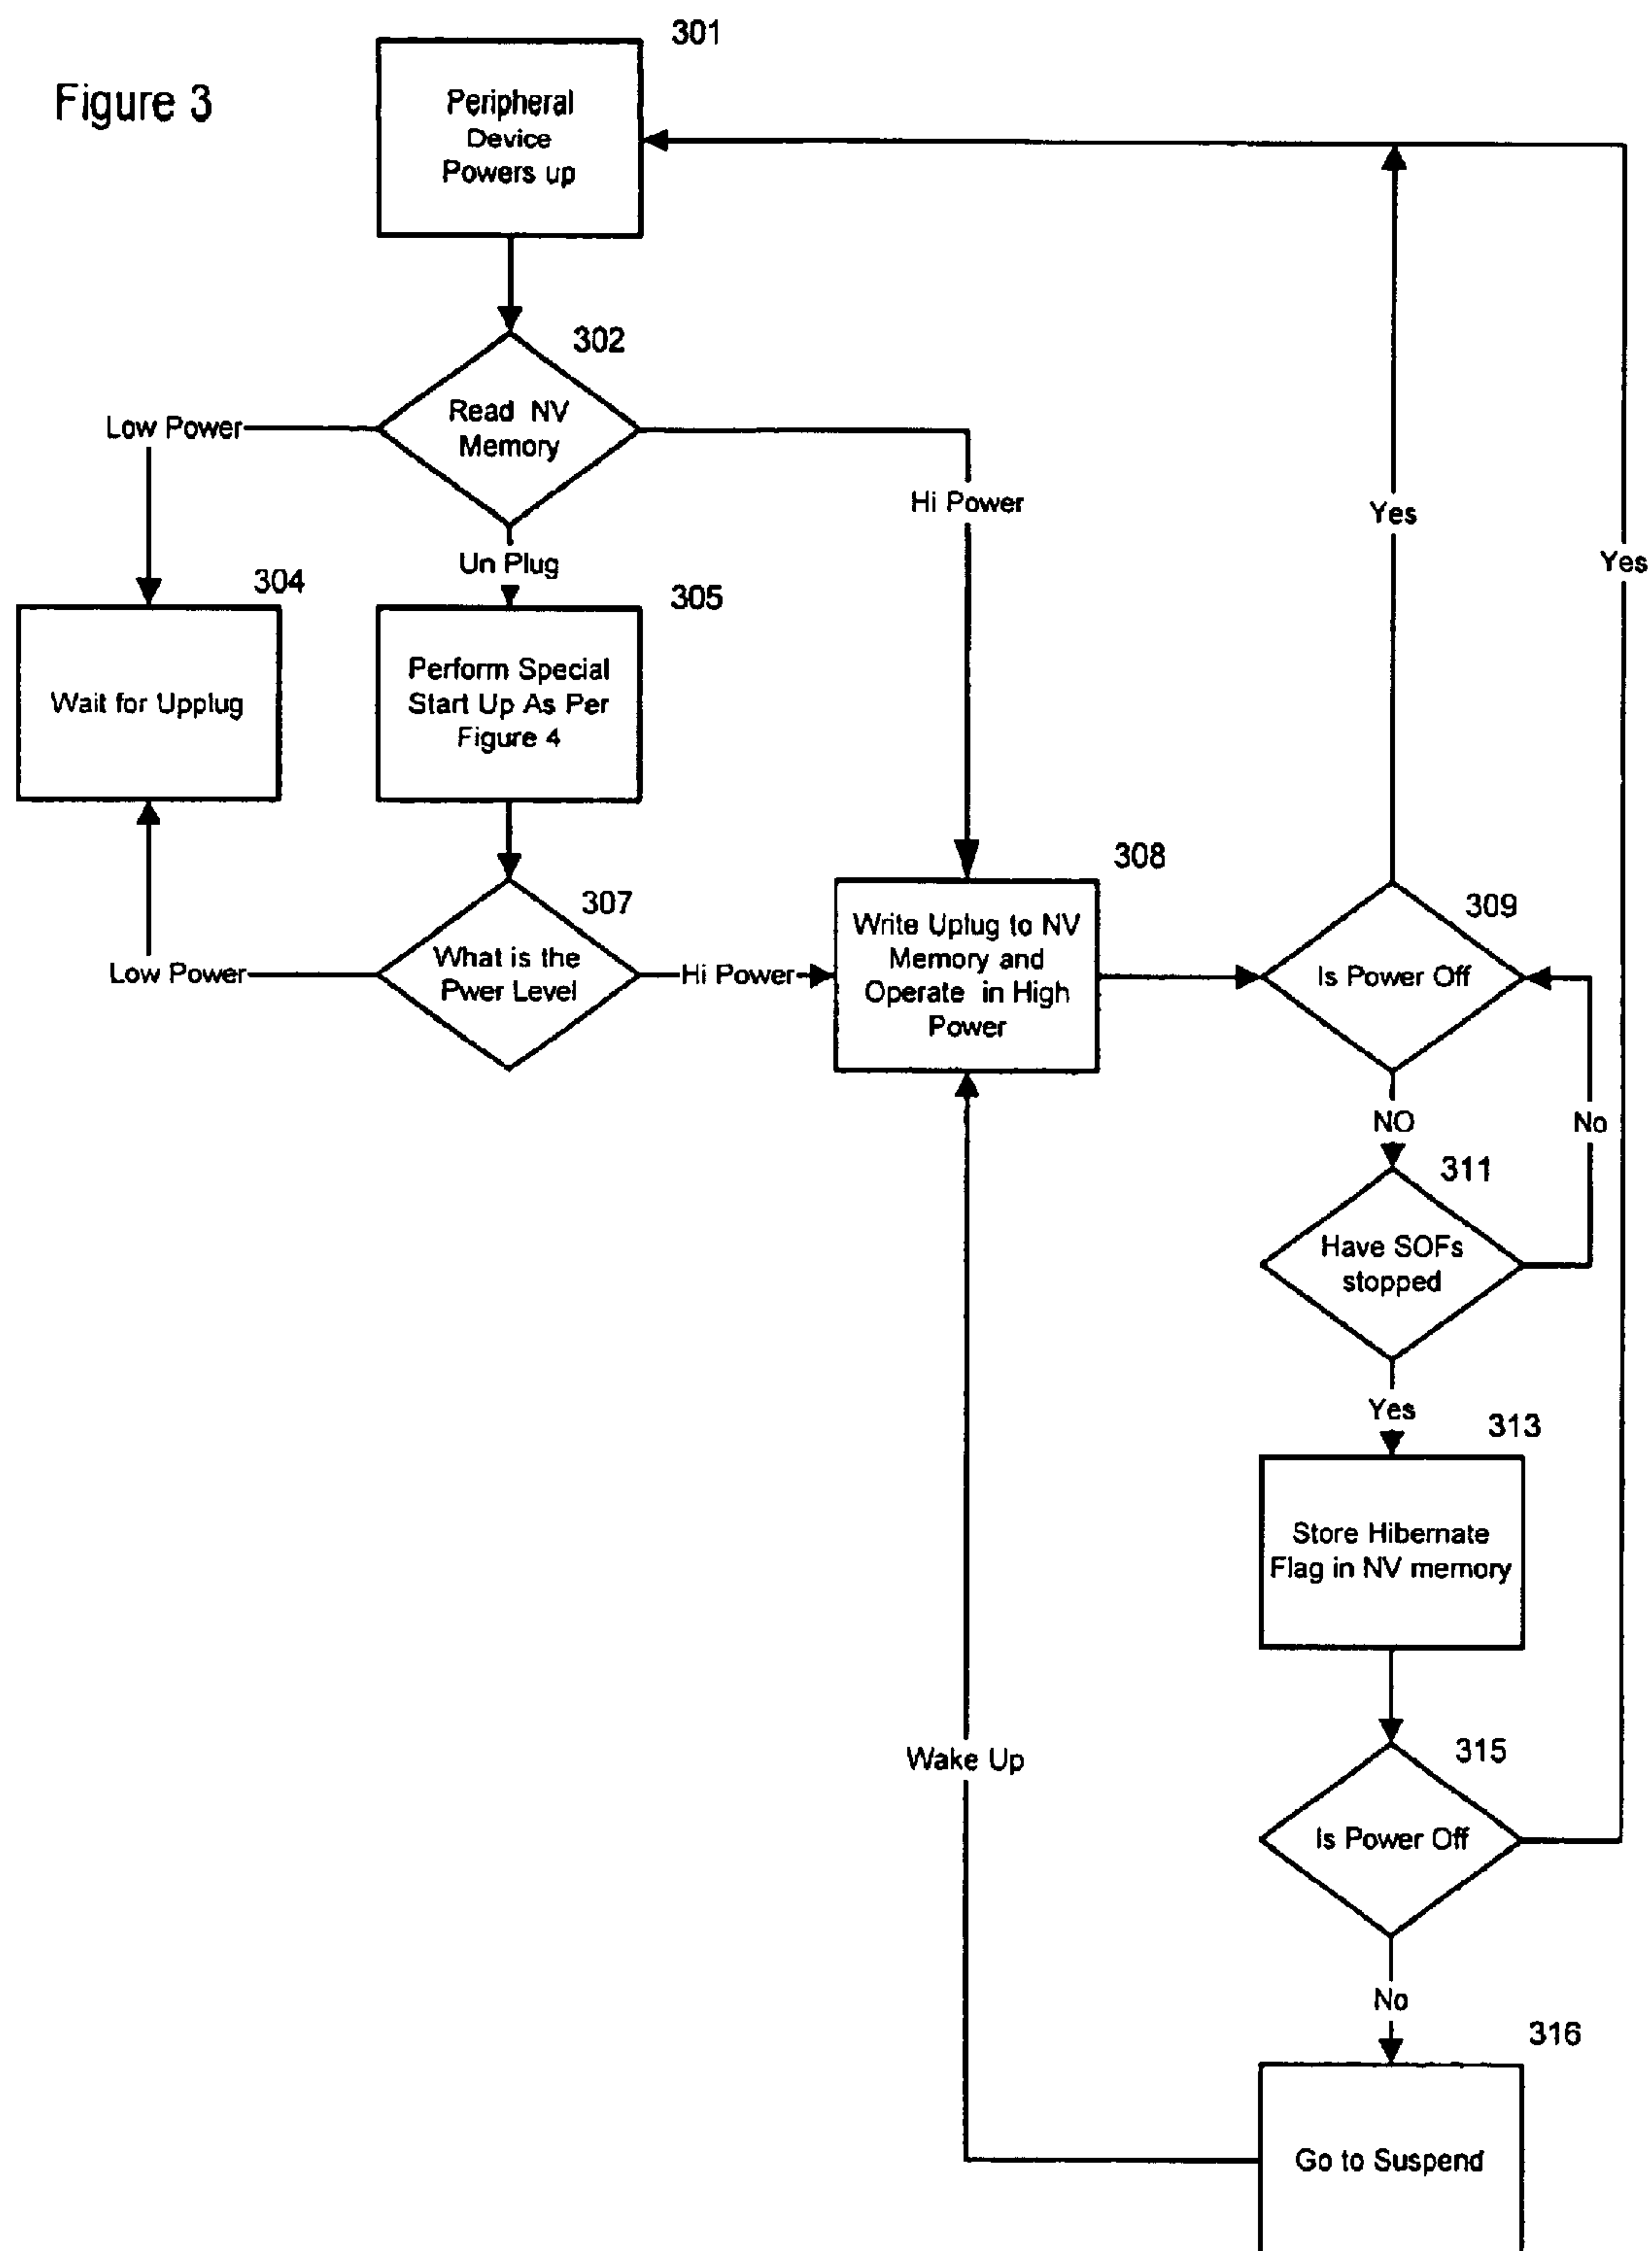 Figure 3
301
Peripheral
Device
Powers up
302
Read NV
Memory
Low Power
Hi Power
Un Plug
Yes
Yes
304
Wait for Upplug
305
Perform Special
Start Up As Per
Figure 4
307
What is the
Pwer Level
Low Power
Hi Power
308
Write Uplug to NV
Memory and
Operate in High
Power
309
Is Power Off
NO
No
311
Have SOFs
stopped
Yes
313
Store Hibernate
Flag in NV memory
Wake Up
315
Is Power Off
No
316
Go to Suspend